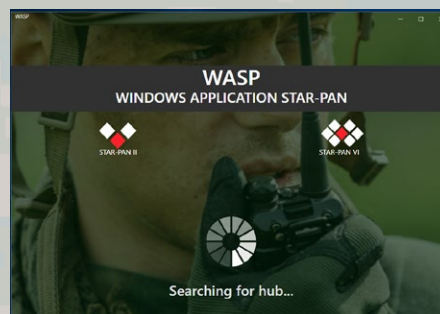 WASP
WASP
WINDOWS APPLICATION STAR-PAN
STAR-PAN II
STAR-PAN VI
Searching for hub...